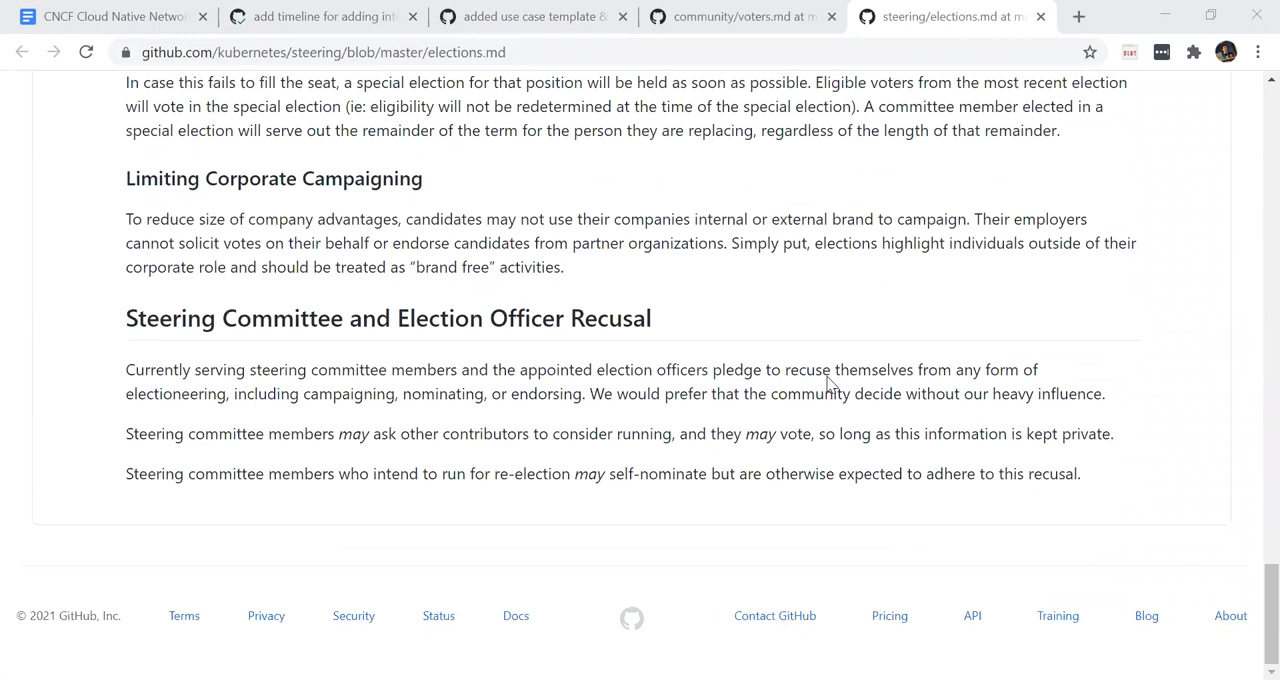 CNCF Cloud Native Networ
add timeline for adding int
added use case template &
community/voters.md at m
steering/elections.md at ma
github.com/kubernetes/steering/blob/master/elections.md
In case this fails to fill the seat, a special election for that position will be held as soon as possible. Eligible voters from the most recent election
will vote in the special election (ie: eligibility will not be redetermined at the time of the special election). A committee member elected in a
special election will serve out the remainder of the term for the person they are replacing, regardless of the length of that remainder.
Limiting Corporate Campaigning
To reduce size of company advantages, candidates may not use their companies internal or external brand to campaign. Their employers
cannot solicit votes on their behalf or endorse candidates from partner organizations. Simply put, elections highlight individuals outside of their
corporate role and should be treated as “brand free” activities.
Steering Committee and Election Officer Recusal
Currently serving steering committee members and the appointed election officers pledge to recuse themselves from any form of
electioneering, including campaigning, nominating, or endorsing. We would prefer that the community decide without our heavy influence.
Steering committee members may ask other contributors to consider running, and they may vote, so long as this information is kept private.
Steering committee members who intend to run for re-election may self-nominate but are otherwise expected to adhere to this recusal.
© 2021 GitHub, Inc. Terms Privacy Security Status Docs Contact GitHub Pricing API Training Blog About